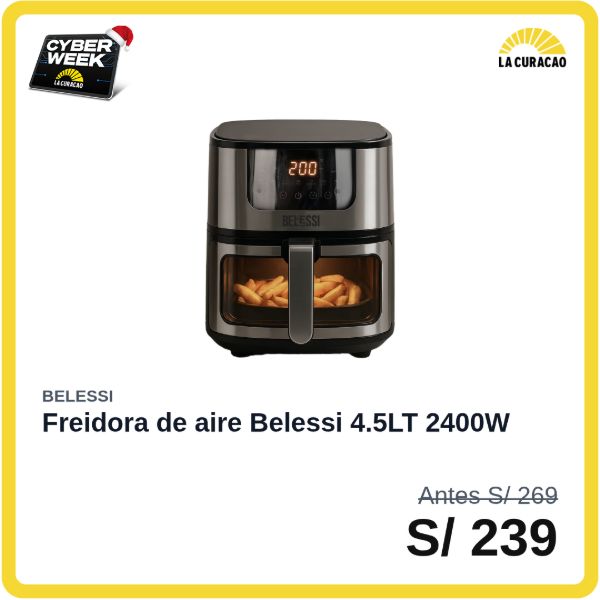 CYBER
WEEK
LA CURACAO
LA CURACAO
200
BELESSI
BELESSI
Freidora de aire Belessi 4.5LT 2400W
Antes S/ 269
S/ 239